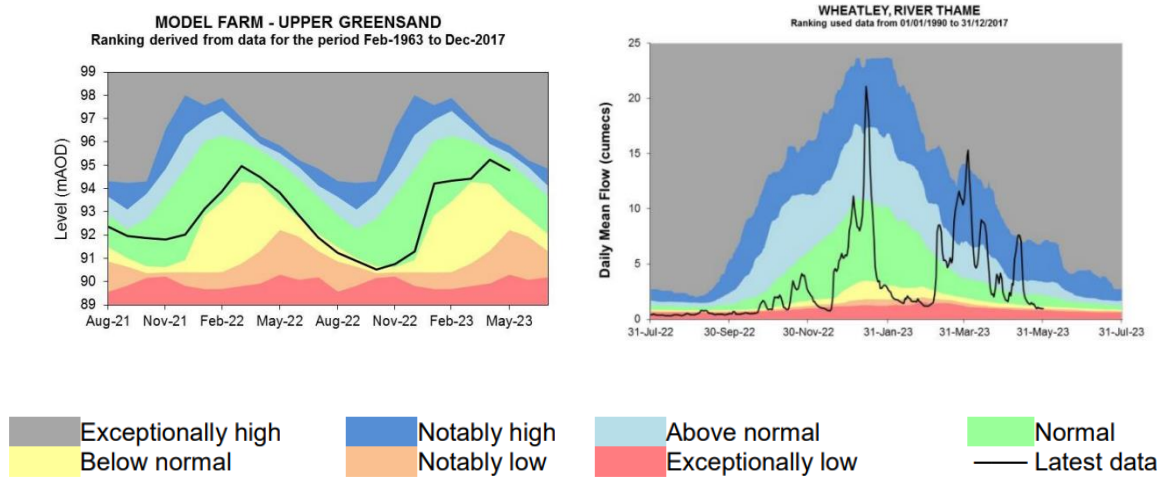 MODEL FARM - UPPER GREENSAND
Ranking derived from data for the period Feb-1963 to Dec-2017
Level (mAOD)
99
98
97
96
95
94
93
92
91
90
89
Aug-21 Nov-21 Feb-22 May-22 Aug-22 Nov-22 Feb-23 May-23
WHEATLEY, RIVER THAME
Ranking used data from 01/01/1990 to 31/12/2017
Daily Mean Flow (cumecs)
25
20
15
10
5
0
31-Jul-22 30-Sep-22 30-Nov-22 31-Jan-23 31-Mar-23 31-May-23 31-Jul-23
Exceptionally high Notably high Above normal Normal
Below normal Notably low Exceptionally low Latest data